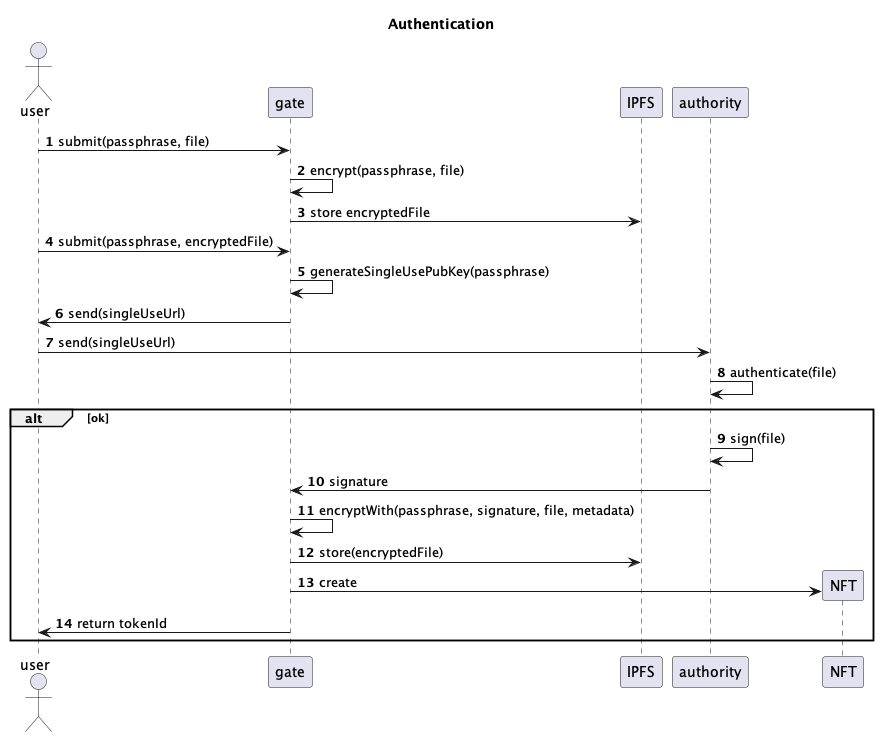 Authentication
user
gate
IPFS
authority
1 submit(passphrase, file)
2 encrypt(passphrase, file)
3 store encryptedFile
4 submit(passphrase, encryptedFile)
5 generateSingleUsePubKey(passphrase)
6 send(singleUseUrl)
7 send(singleUseUrl)
8 authenticate(file)
alt [ok]
9 sign(file)
10 signature
11 encryptWith(passphrase, signature, file, metadata)
12 store(encryptedFile)
13 create
NFT
14 return tokenId
user
gate
IPFS
authority
NFT